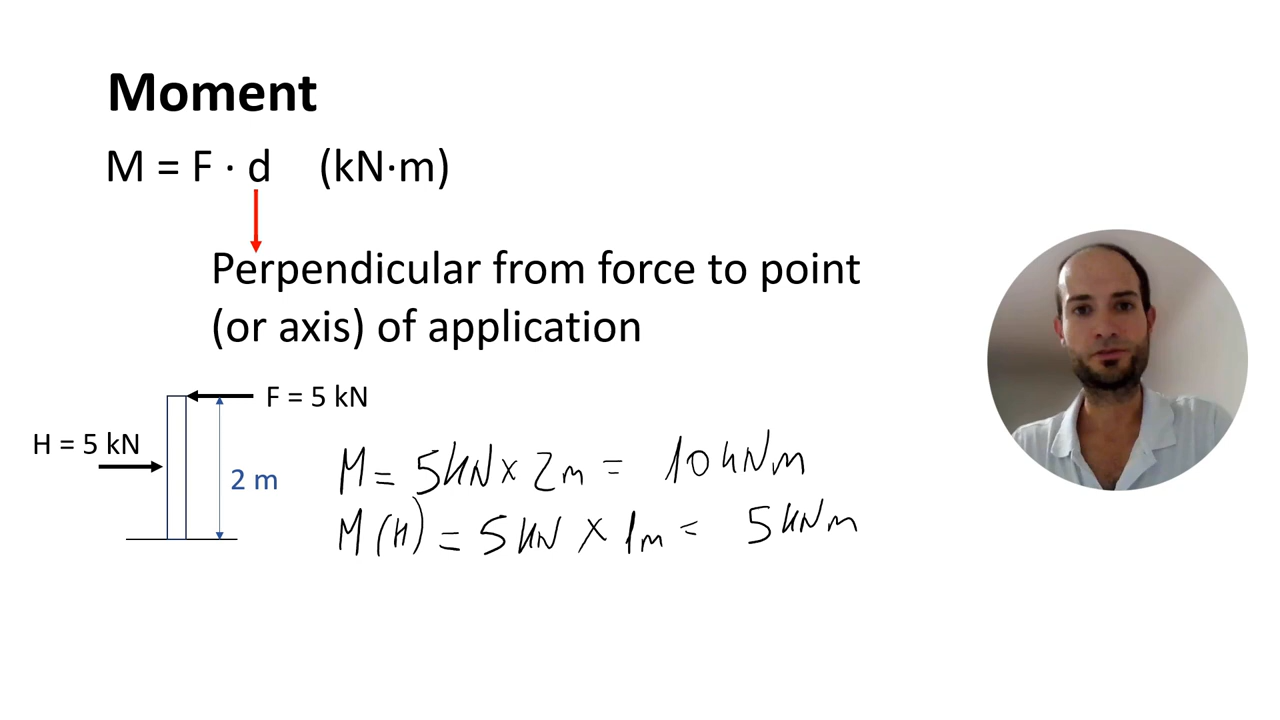 Moment
M = F · d (kN·m)
Perpendicular from force to point
(or axis) of application
F = 5 kN
H = 5 kN
2 m
M = 5kN x 2m = 10kNm
M(H) = 5kN x 1m = 5kNm